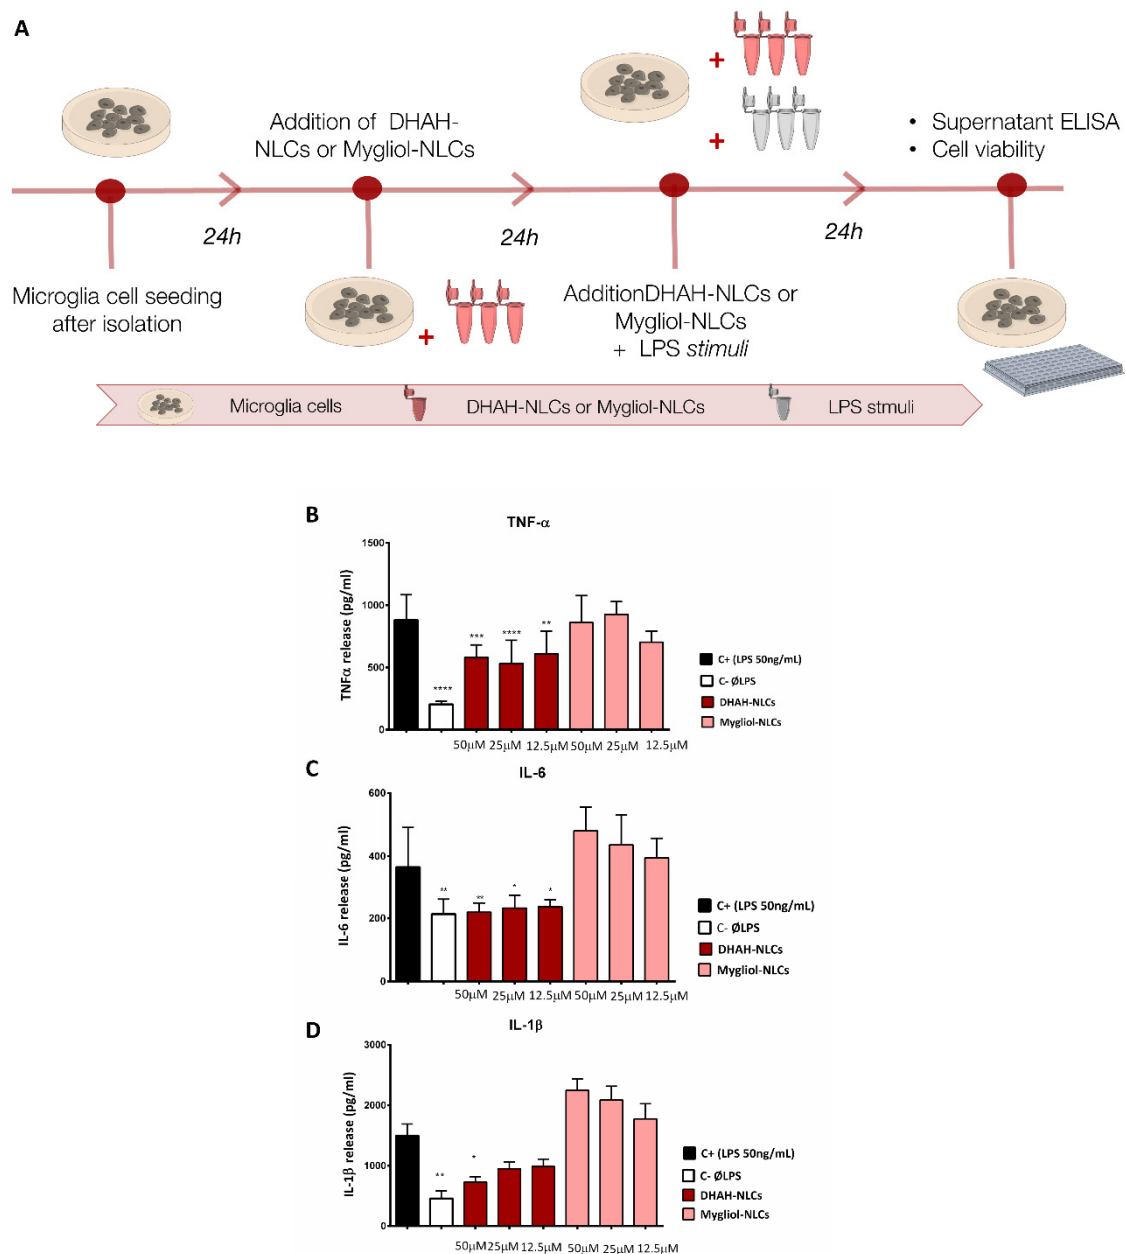 A
Addition of DHAH-
NLCs or Mygliol-NLCs
+
+
• Supernatant ELISA
• Cell viability
24h
24h
24h
Microglia cell seeding
after isolation
+
AdditionDHAH-NLCs or
Mygliol-NLCs
+ LPS stimuli
Microglia cells
DHAH-NLCs or Mygliol-NLCs
LPS stmuli
B
TNF-α
TNFα release (pg/ml)
1500
1000
500
0
****
***
****
**
50µM 25µM 12.5µM 50µM 25µM 12.5µM
C+ (LPS 50ng/mL)
C- ØLPS
DHAH-NLCs
Mygliol-NLCs
C
IL-6
IL-6 release (pg/ml)
600
400
200
0
**
**
*
*
50µM 25µM 12.5µM 50µM 25µM 12.5µM
C+ (LPS 50ng/mL)
C- ØLPS
DHAH-NLCs
Mygliol-NLCs
D
IL-1β
IL-1β release (pg/ml)
3000
2000
1000
0
**
*
50µM 25µM 12.5µM 50µM 25µM 12.5µM
C+ (LPS 50ng/mL)
C- ØLPS
DHAH-NLCs
Mygliol-NLCs